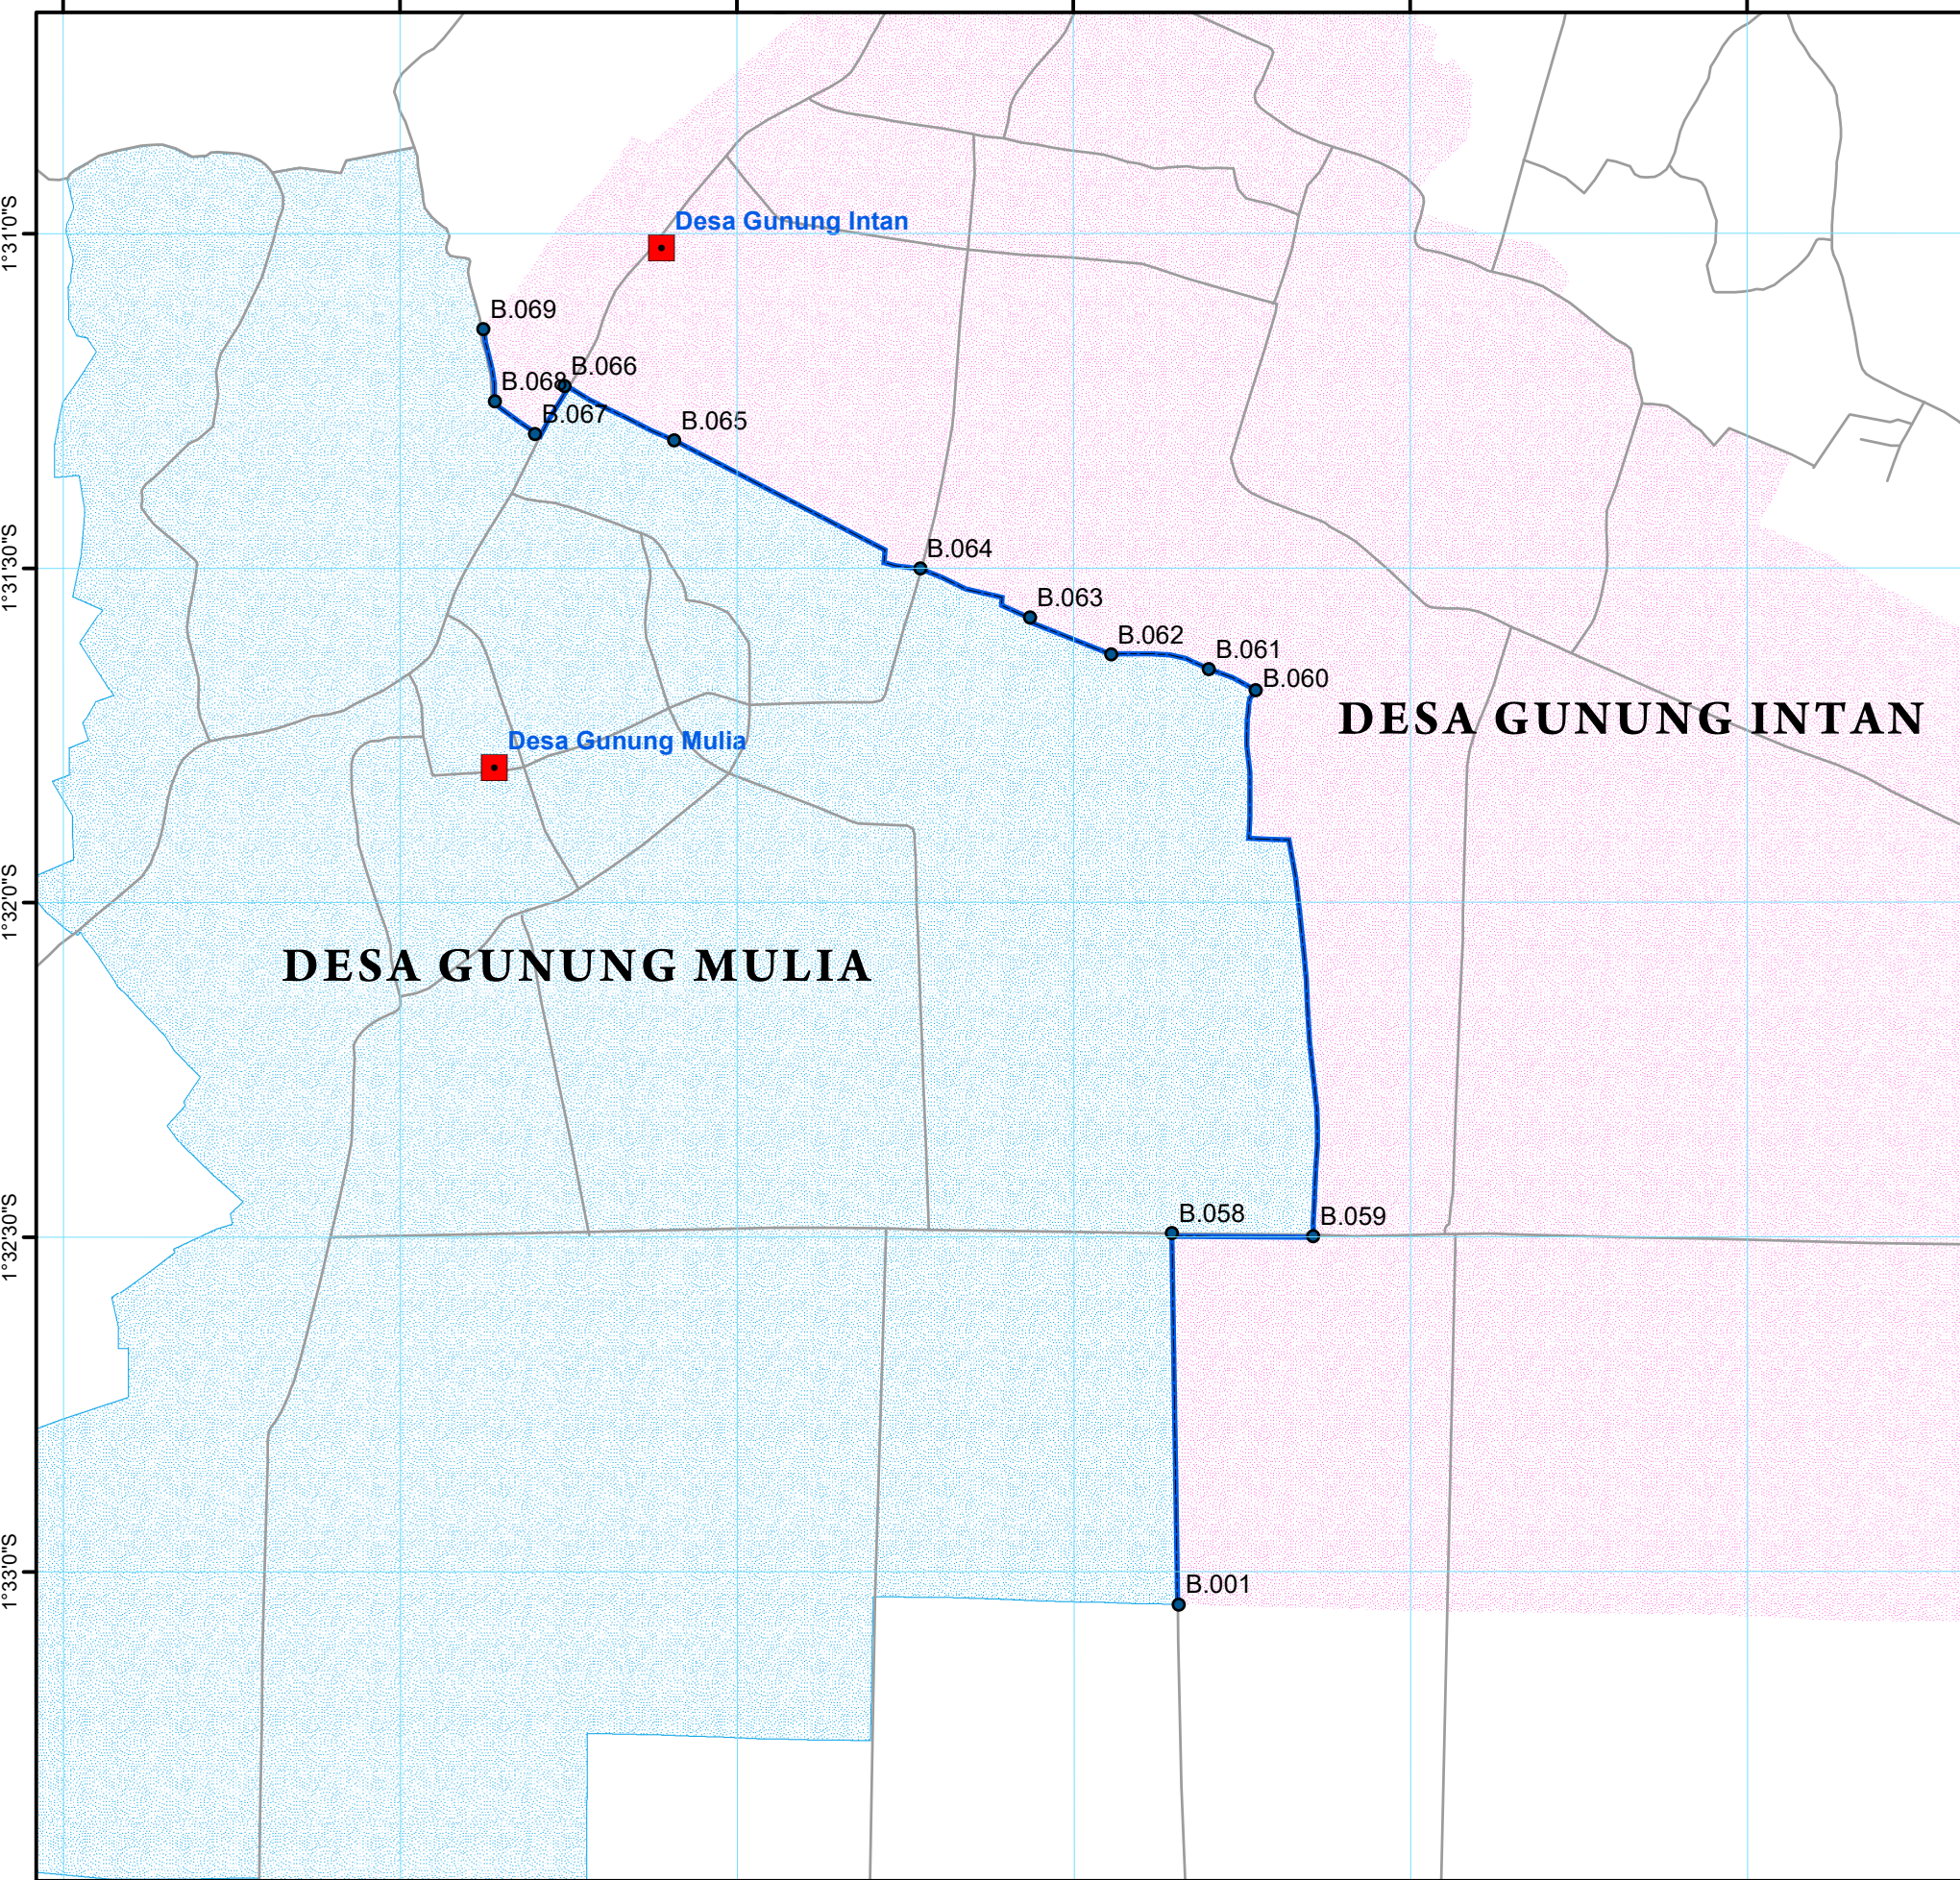 1°31'0"S
Desa Gunung Intan
B.069
B.066
B.068
B.067
B.065
1°31'30"S
B.064
B.063
B.062
B.061
B.060
DESA GUNUNG INTAN
Desa Gunung Mulia
1°32'0"S
DESA GUNUNG MULIA
1°32'30"S
B.058
B.059
1°33'0"S
B.001